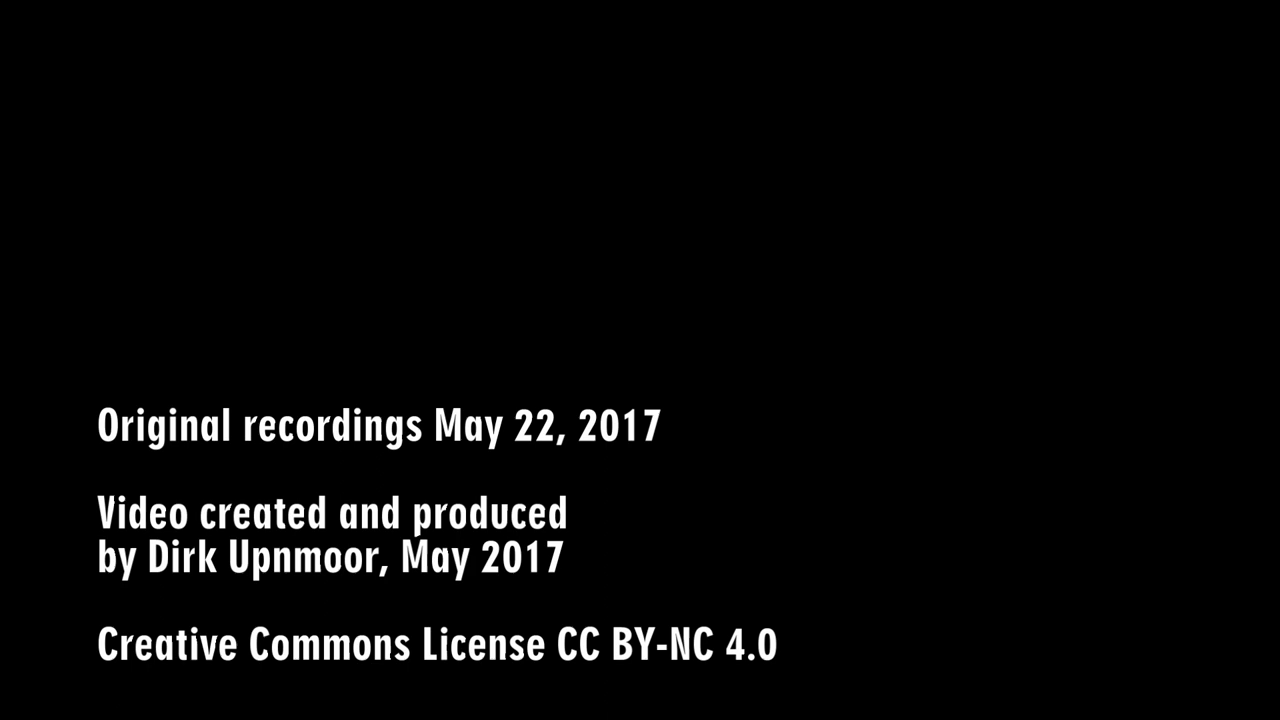 Original recordings May 22, 2017
Video created and produced
by Dirk Upnmoor, May 2017
Creative Commons License CC BY-NC 4.0